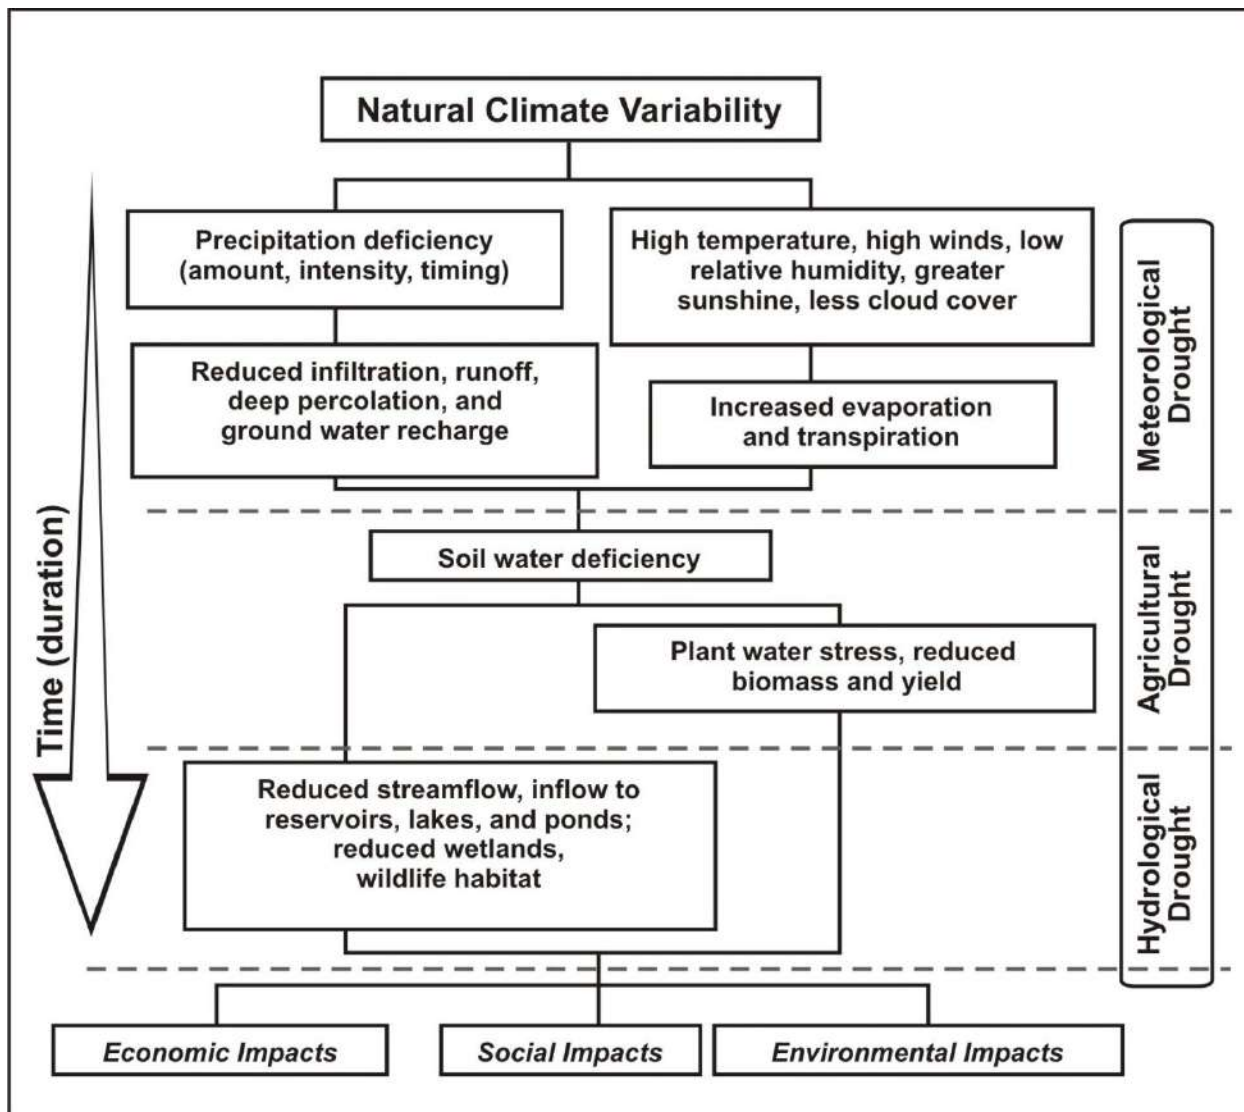 Natural Climate Variability
Precipitation deficiency
(amount, intensity, timing)
High temperature, high winds, low
relative humidity, greater
sunshine, less cloud cover
Reduced infiltration, runoff,
deep percolation, and
ground water recharge
Increased evaporation
and transpiration
Meteorological
Drought
Time (duration)
Soil water deficiency
Plant water stress, reduced
biomass and yield
Agricultural
Drought
Reduced streamflow, inflow to
reservoirs, lakes, and ponds;
reduced wetlands,
wildlife habitat
Hydrological
Drought
Economic Impacts
Social Impacts
Environmental Impacts